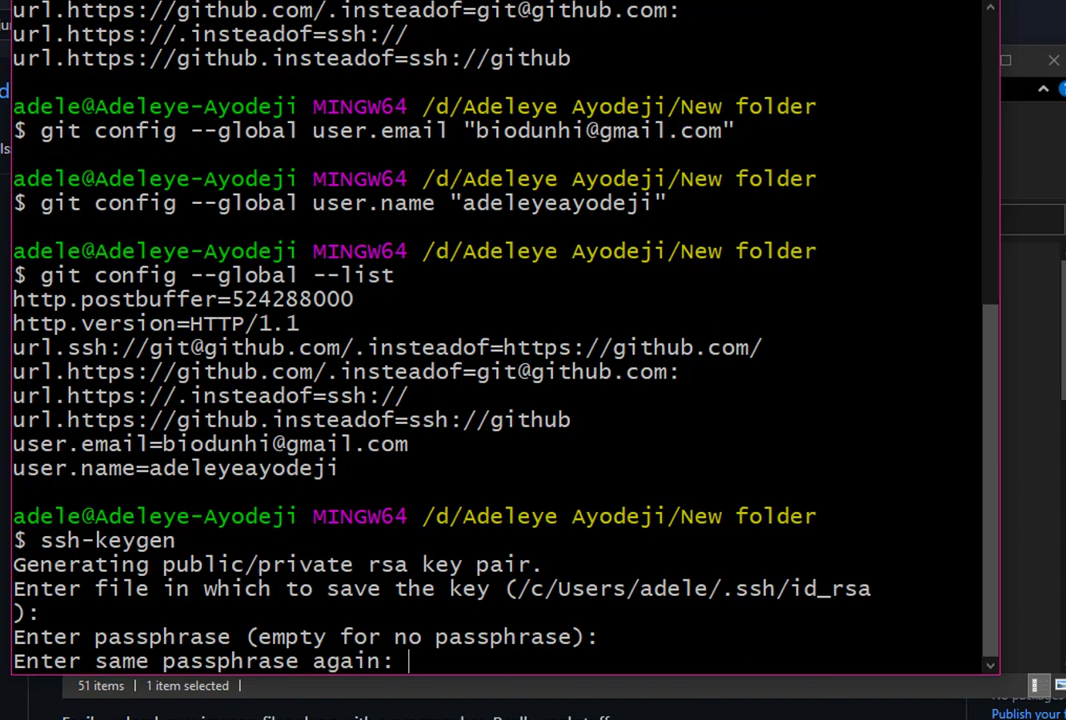 url.https://github.com/.insteadof=git@github.com:
url.https://.insteadof=ssh://
url.https://github.insteadof=ssh://github
adele@Adeleye-Ayodeji MINGW64 /d/Adeleye Ayodeji/New folder
$ git config --global user.email "biodunhi@gmail.com"
adele@Adeleye-Ayodeji MINGW64 /d/Adeleye Ayodeji/New folder
$ git config --global user.name "adeleyeayodeji"
adele@Adeleye-Ayodeji MINGW64 /d/Adeleye Ayodeji/New folder
$ git config --global --list
http.postbuffer=524288000
http.version=HTTP/1.1
url.ssh://git@github.com/.insteadof=https://github.com/
url.https://github.com/.insteadof=git@github.com:
url.https://.insteadof=ssh://
url.https://github.insteadof=ssh://github
user.email=biodunhi@gmail.com
user.name=adeleyeayodeji
adele@Adeleye-Ayodeji MINGW64 /d/Adeleye Ayodeji/New folder
$ ssh-keygen
Generating public/private rsa key pair.
Enter file in which to save the key (/c/Users/adele/.ssh/id_rsa
):
Enter passphrase (empty for no passphrase):
Enter same passphrase again:
51 items | 1 item selected |
Publish your